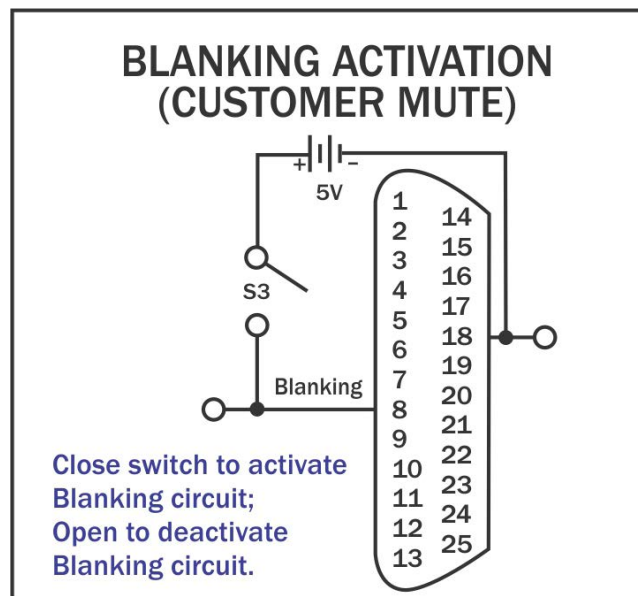 BLANKING ACTIVATION
(CUSTOMER MUTE)
+ –
5V
S3
Blanking
1
2
3
4
5
6
7
8
9
10
11
12
13
14
15
16
17
18
19
20
21
22
23
24
25
Close switch to activate
Blanking circuit;
Open to deactivate
Blanking circuit.